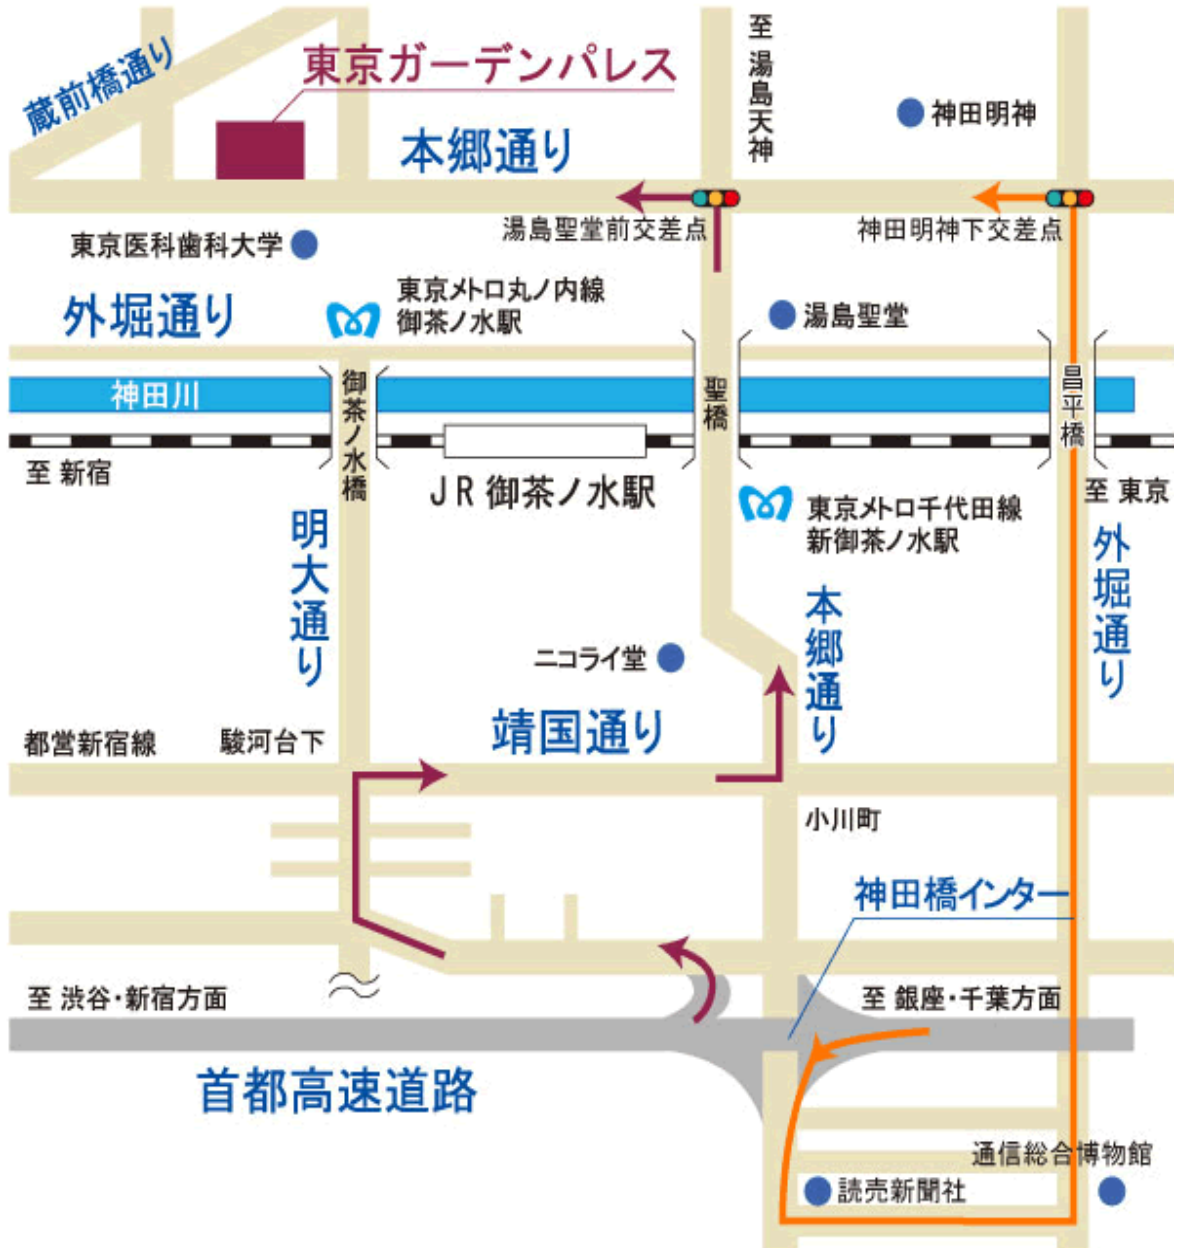 至 湯島天神
蔵前橋通り
東京ガーデンパレス
神田明神
本郷通り
湯島聖堂前交差点
神田明神下交差点
東京医科歯科大学
外堀通り
東京メトロ丸ノ内線
御茶ノ水駅
湯島聖堂
神田川
御茶ノ水橋
聖橋
昌平橋
至 新宿
JR 御茶ノ水駅
至 東京
東京メトロ千代田線
新御茶ノ水駅
明大通り
本郷通り
外堀通り
ニコライ堂
靖国通り
都営新宿線
駿河台下
小川町
神田橋インター
至 渋谷・新宿方面
至 銀座・千葉方面
首都高速道路
通信総合博物館
読売新聞社